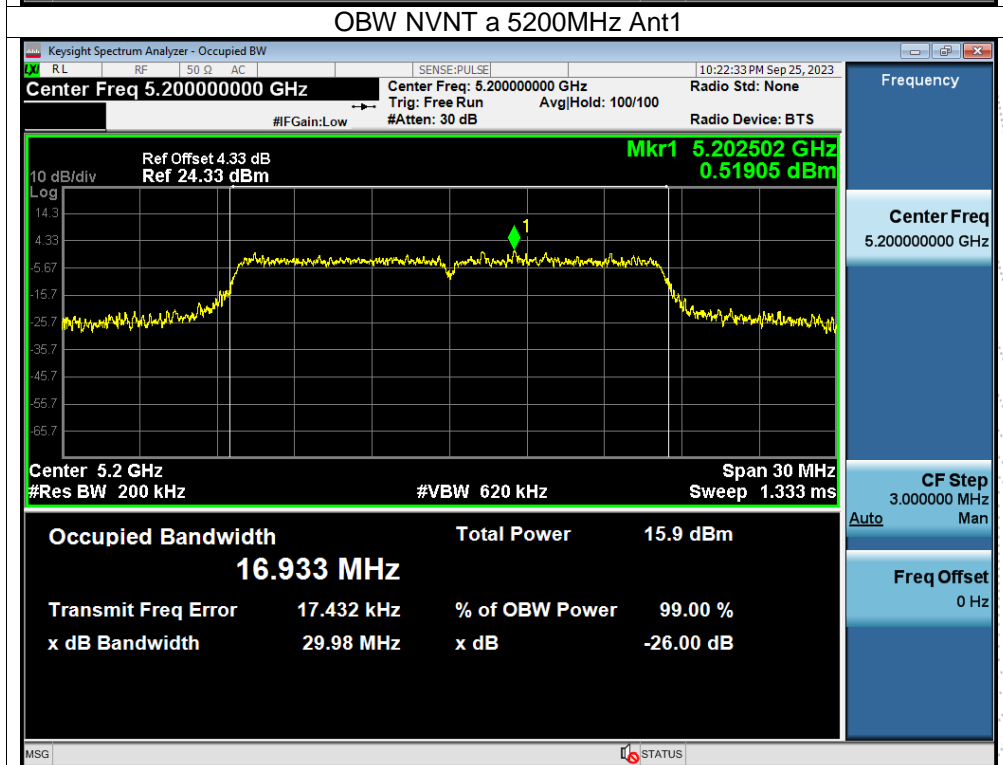 OBW NVNT a 5200MHz Ant1
Keysight Spectrum Analyzer - Occupied BW
LXI RL RF 50 Ω AC SENSE:PULSE 10:22:33 PM Sep 25, 2023
Center Freq 5.200000000 GHz
Center Freq: 5.200000000 GHz Radio Std: None
Trig: Free Run Avg|Hold: 100/100
#IFGain:Low #Atten: 30 dB Radio Device: BTS
Frequency
Mkr1 5.202502 GHz
0.51905 dBm
Ref Offset 4.33 dB
10 dB/div Ref 24.33 dBm
Log
14.3
4.33
-5.67
-15.7
-25.7
-35.7
-45.7
-55.7
-65.7
1
Center 5.2 GHz Span 30 MHz
#Res BW 200 kHz #VBW 620 kHz Sweep 1.333 ms
Occupied Bandwidth Total Power 15.9 dBm
16.933 MHz
Transmit Freq Error 17.432 kHz % of OBW Power 99.00 %
x dB Bandwidth 29.98 MHz x dB -26.00 dB
Center Freq
5.200000000 GHz
CF Step
3.000000 MHz
Auto Man
Freq Offset
0 Hz
MSG STATUS